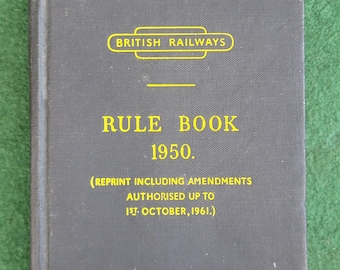 BRITISH RAILWAYS
RULE BOOK
1950.
(REPRINT INCLUDING AMENDMENTS
AUTHORISED UP TO
1ST. OCTOBER, 1961.)